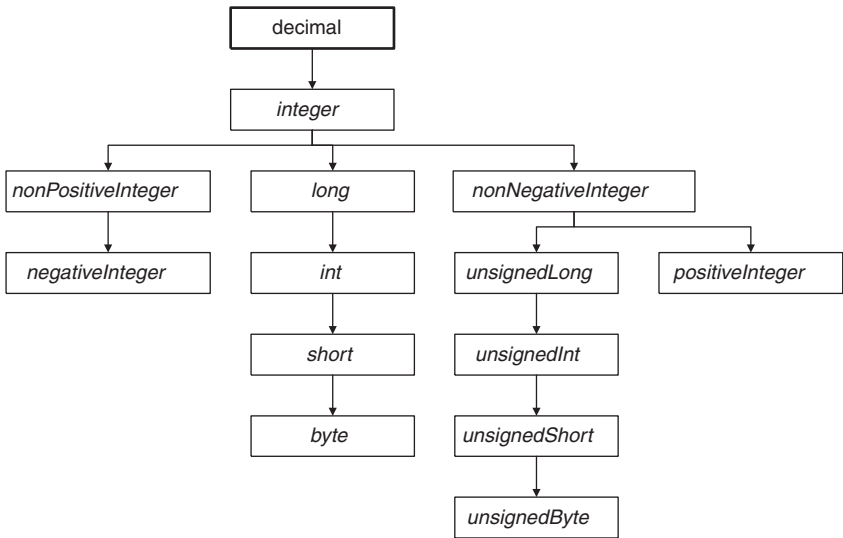 decimal
integer
nonPositiveInteger
long
nonNegativeInteger
negativeInteger
int
unsignedLong
positiveInteger
short
unsignedInt
byte
unsignedShort
unsignedByte